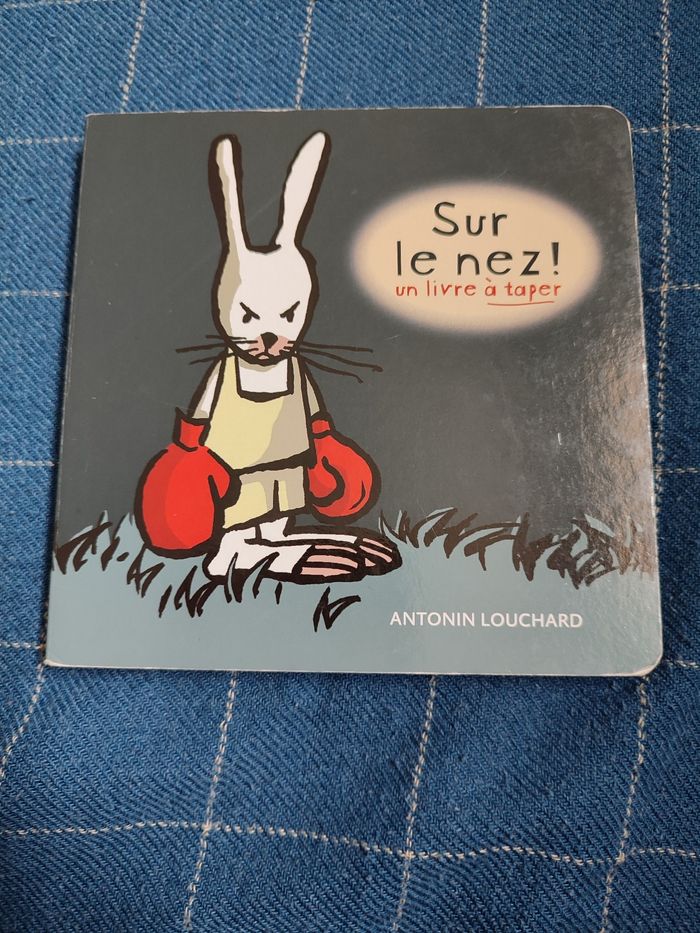 Sur
le nez!
un livre à taper
ANTONIN LOUCHARD